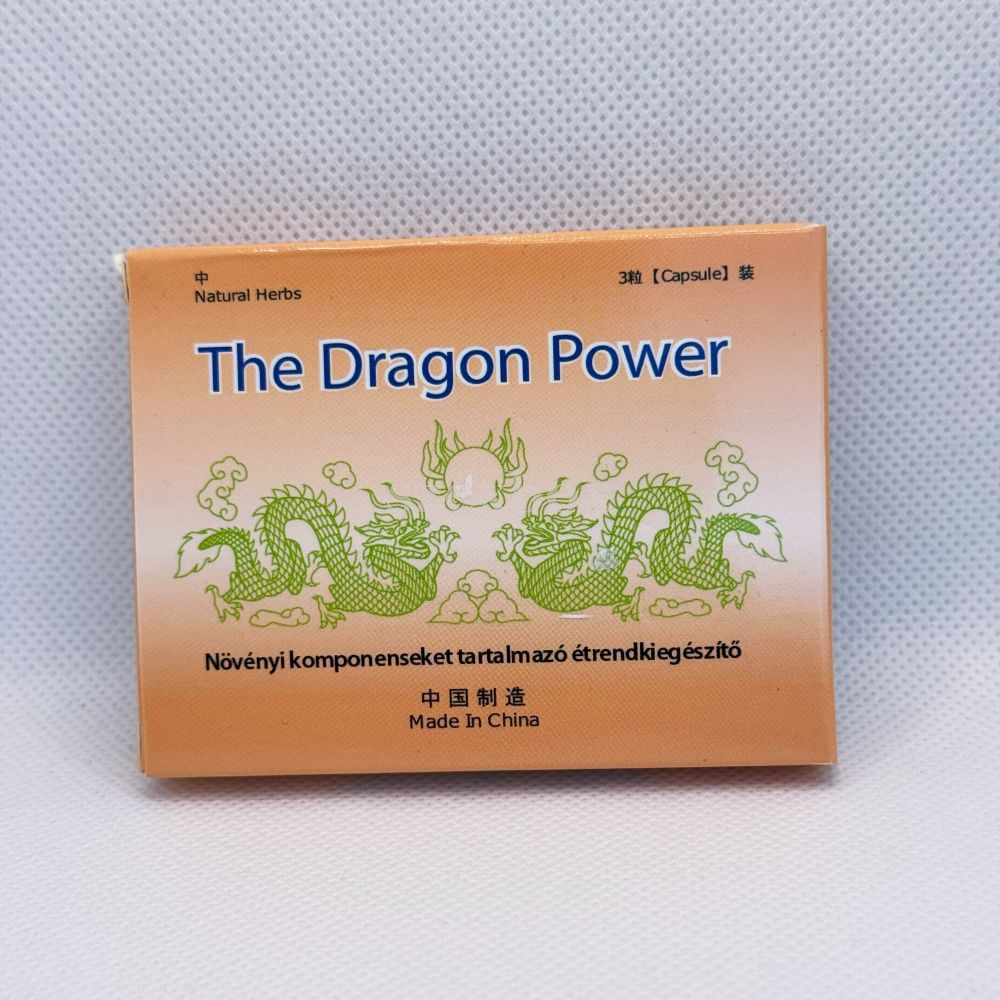 中
Natural Herbs
3粒【Capsule】装
The Dragon Power
Növényi komponenseket tartalmazó étrendkiegészítő
中国制造
Made In China